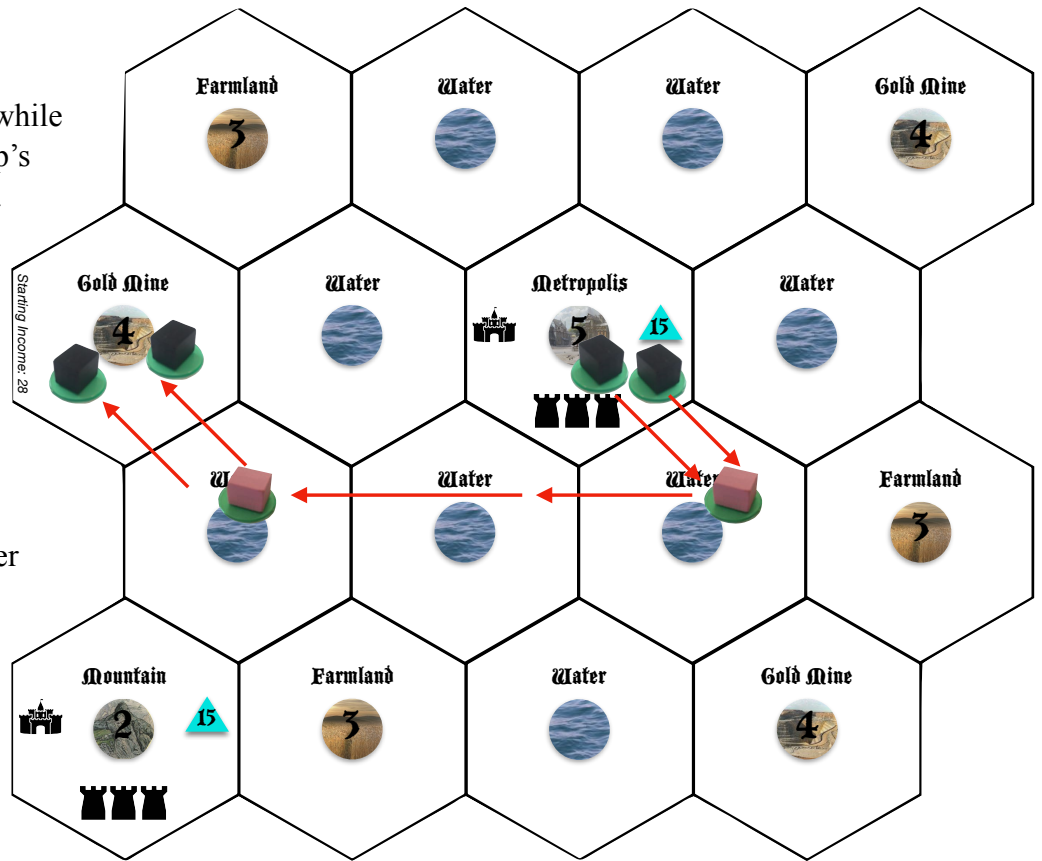 Farmland
Water
Water
Gold Mine
while
3
4
p's
Gold Mine
Water
Metropolis
Water
Starting Income: 28
4
5
15
Water
Water
Farmland
3
er
Mountain
Farmland
Water
Gold Mine
2
15
3
4